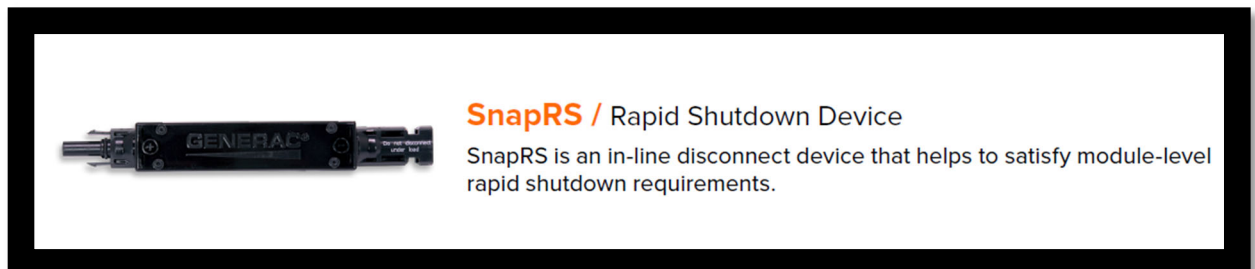 GENERAC®
Do not disconnect
under load
SnapRS / Rapid Shutdown Device
SnapRS is an in-line disconnect device that helps to satisfy module-level
rapid shutdown requirements.